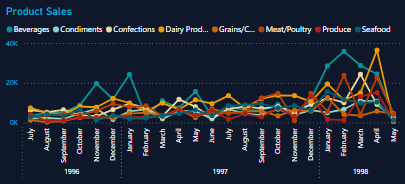 Product Sales
Beverages Condiments Confections Dairy Prod... Grains/C... Meat/Poultry Produce Seafood
40K
20K
0K
July August September October November December January February March April May June July August September October November December January February March April May
1996 1997 1998